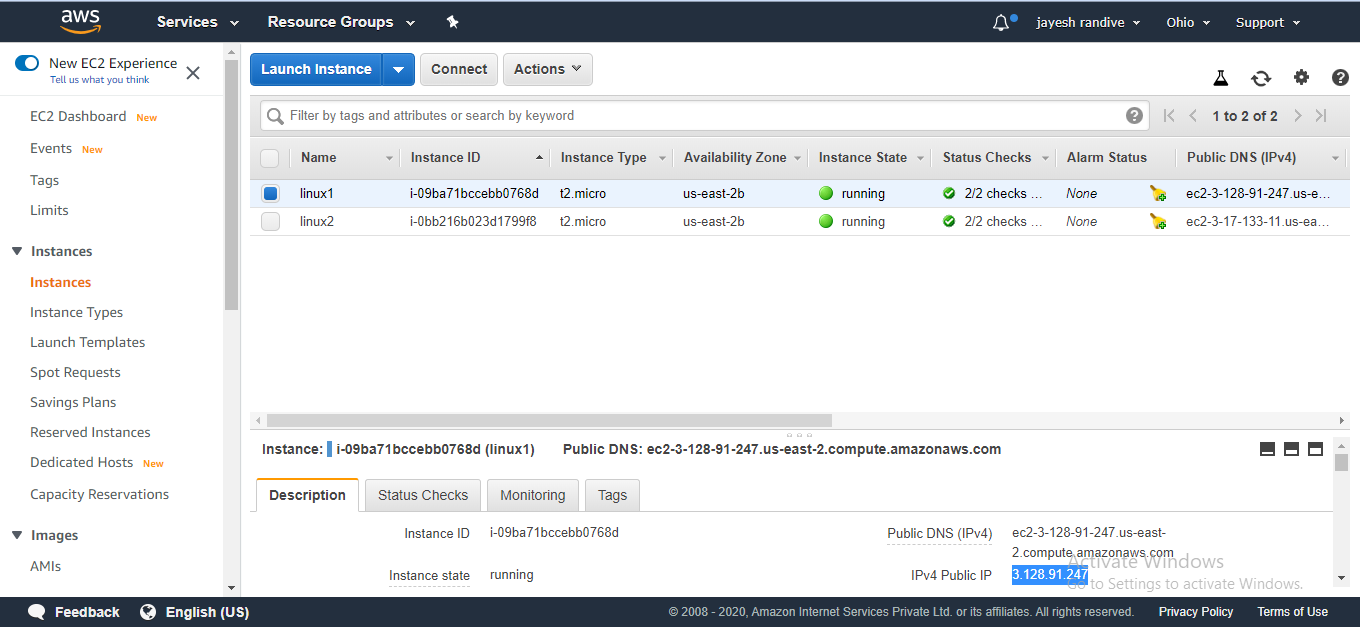 aws Services Resource Groups jayesh randive Ohio Support
New EC2 Experience
Tell us what you think
EC2 Dashboard New
Events New
Tags
Limits
Instances
Instances
Instance Types
Launch Templates
Spot Requests
Savings Plans
Reserved Instances
Dedicated Hosts New
Capacity Reservations
Images
AMIs
Launch Instance Connect Actions
Filter by tags and attributes or search by keyword 1 to 2 of 2
Name Instance ID Instance Type Availability Zone Instance State Status Checks Alarm Status Public DNS (IPv4)
linux1 i-09ba71bccebb0768d t2.micro us-east-2b running 2/2 checks ... None ec2-3-128-91-247.us-e...
linux2 i-0bb216b023d1799f8 t2.micro us-east-2b running 2/2 checks ... None ec2-3-17-133-11.us-ea...
Instance: i-09ba71bccebb0768d (linux1) Public DNS: ec2-3-128-91-247.us-east-2.compute.amazonaws.com
Description Status Checks Monitoring Tags
Instance ID i-09ba71bccebb0768d Public DNS (IPv4) ec2-3-128-91-247.us-east-
2.compute.amazonaws.com
Instance state running IPv4 Public IP 3.128.91.247
Activate Windows
Go to Settings to activate Windows.
Feedback English (US) © 2008 - 2020, Amazon Internet Services Private Ltd. or its affiliates. All rights reserved. Privacy Policy Terms of Use